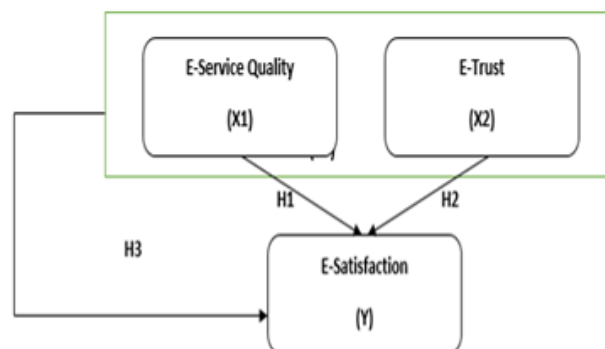 E-Service Quality
(X1)
E-Trust
(X2)
H1
H2
H3
E-Satisfaction
(Y)